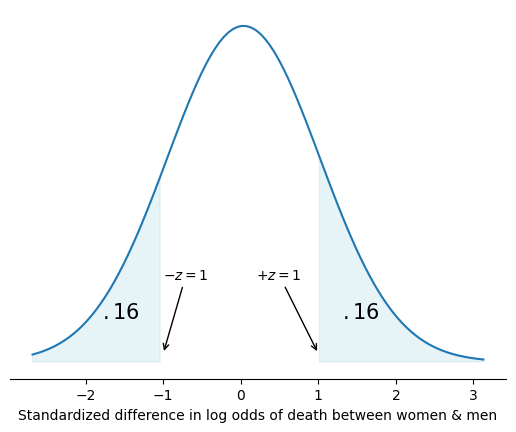 −z = 1
+z = 1
.16
.16
−2
−1
0
1
2
3
Standardized difference in log odds of death between women & men